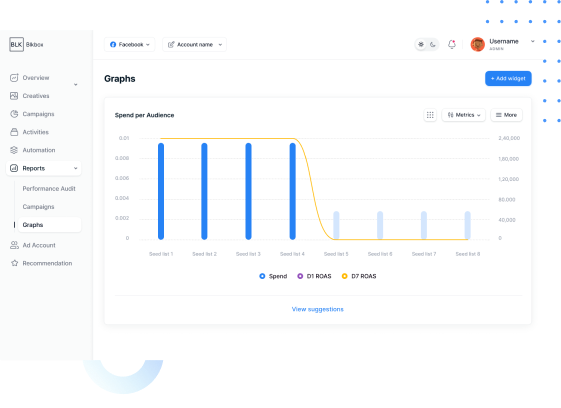 BLK Blkbox
Facebook
Account name
Username
ADMIN
Overview
Creatives
Campaigns
Activities
Automation
Reports
Performance Audit
Campaigns
Graphs
Ad Account
Recommendation
Graphs
+ Add widget
Spend per Audience
Metrics
More
0.01
0.008
0.006
0.004
0.002
0
2,40,000
1,80,000
1,20,000
80,000
40,000
0
Seed list 1 Seed list 2 Seed list 3 Seed list 4 Seed list 5 Seed list 6 Seed list 7 Seed list 8
Spend D1 ROAS D7 ROAS
View suggestions